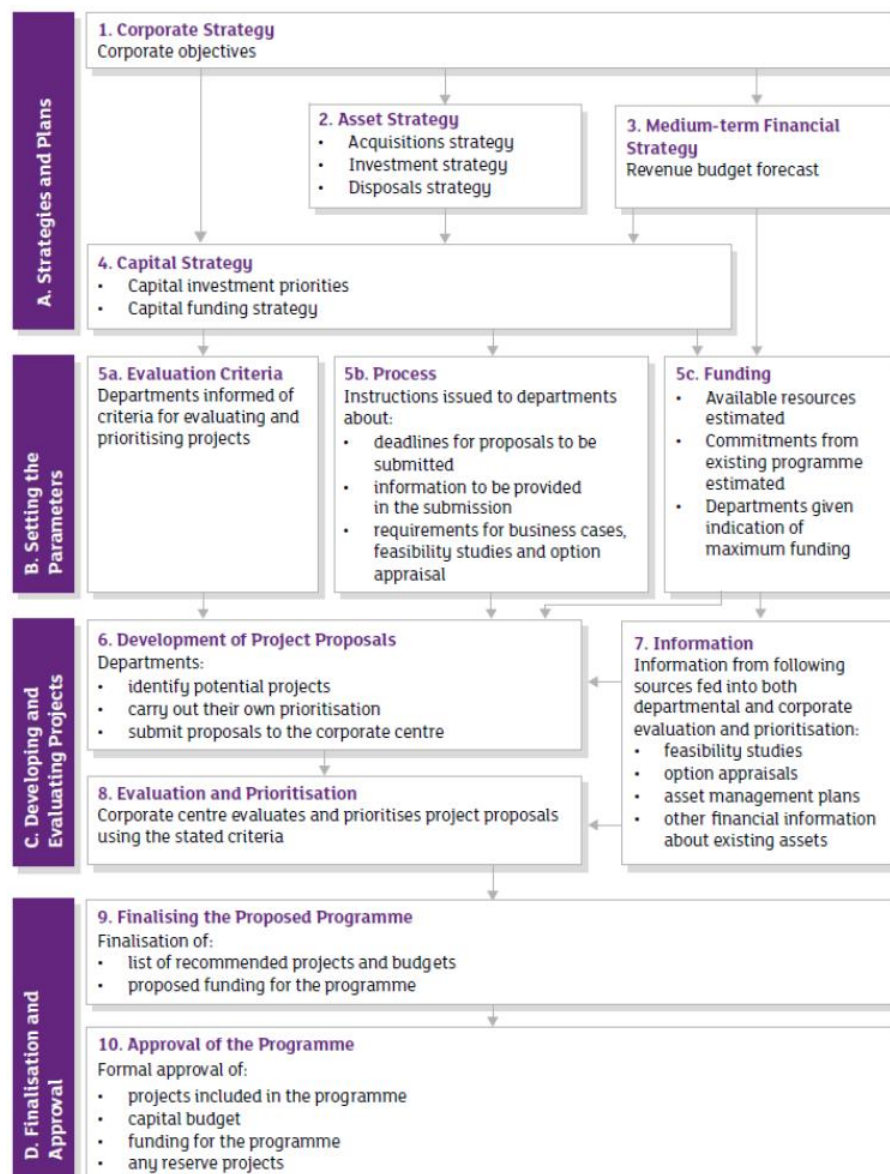 A. Strategies and Plans
1. Corporate Strategy
Corporate objectives
2. Asset Strategy
• Acquisitions strategy
• Investment strategy
• Disposals strategy
3. Medium-term Financial
Strategy
Revenue budget forecast
4. Capital Strategy
• Capital investment priorities
• Capital funding strategy
B. Setting the
Parameters
5a. Evaluation Criteria
Departments informed of
criteria for evaluating and
prioritising projects
5b. Process
Instructions issued to departments
about:
• deadlines for proposals to be
submitted
• information to be provided
in the submission
• requirements for business cases,
feasibility studies and option
appraisal
5c. Funding
• Available resources
estimated
• Commitments from
existing programme
estimated
• Departments given
indication of
maximum funding
C. Developing and
Evaluating Projects
6. Development of Project Proposals
Departments:
• identify potential projects
• carry out their own prioritisation
• submit proposals to the corporate centre
7. Information
Information from following
sources fed into both
departmental and corporate
evaluation and prioritisation:
• feasibility studies
• option appraisals
• asset management plans
• other financial information
about existing assets
8. Evaluation and Prioritisation
Corporate centre evaluates and prioritises project proposals
using the stated criteria
D. Finalisation and
Approval
9. Finalising the Proposed Programme
Finalisation of:
• list of recommended projects and budgets
• proposed funding for the programme
10. Approval of the Programme
Formal approval of:
• projects included in the programme
• capital budget
• funding for the programme
• any reserve projects